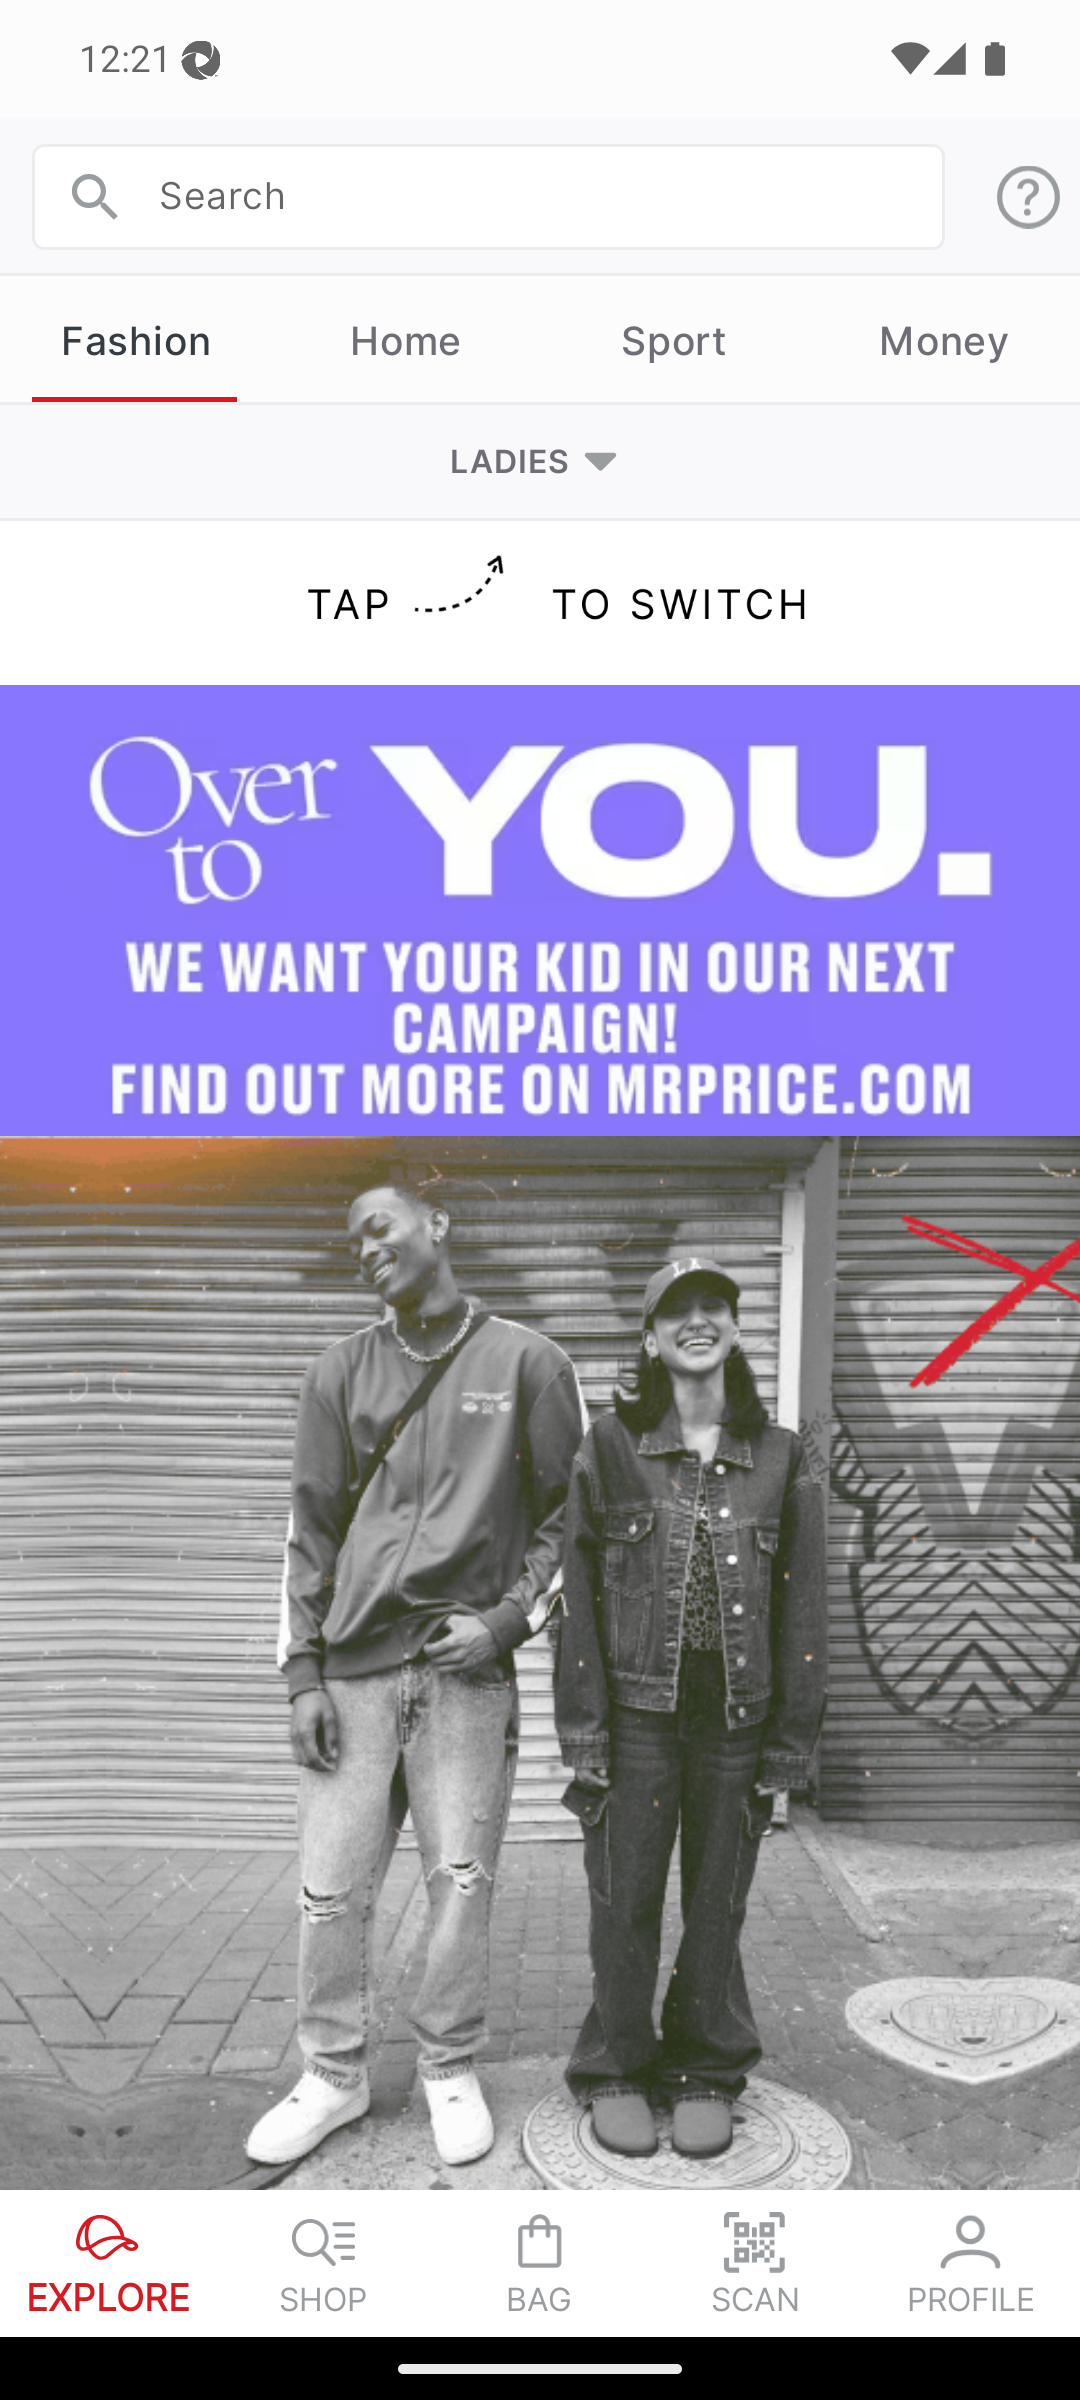 12:21
Search
Fashion Home Sport Money
LADIES
TAP TO SWITCH
Over to YOU.
WE WANT YOUR KID IN OUR NEXT
CAMPAIGN!
FIND OUT MORE ON MRPRICE.COM
LA
EXPLORE SHOP BAG SCAN PROFILE